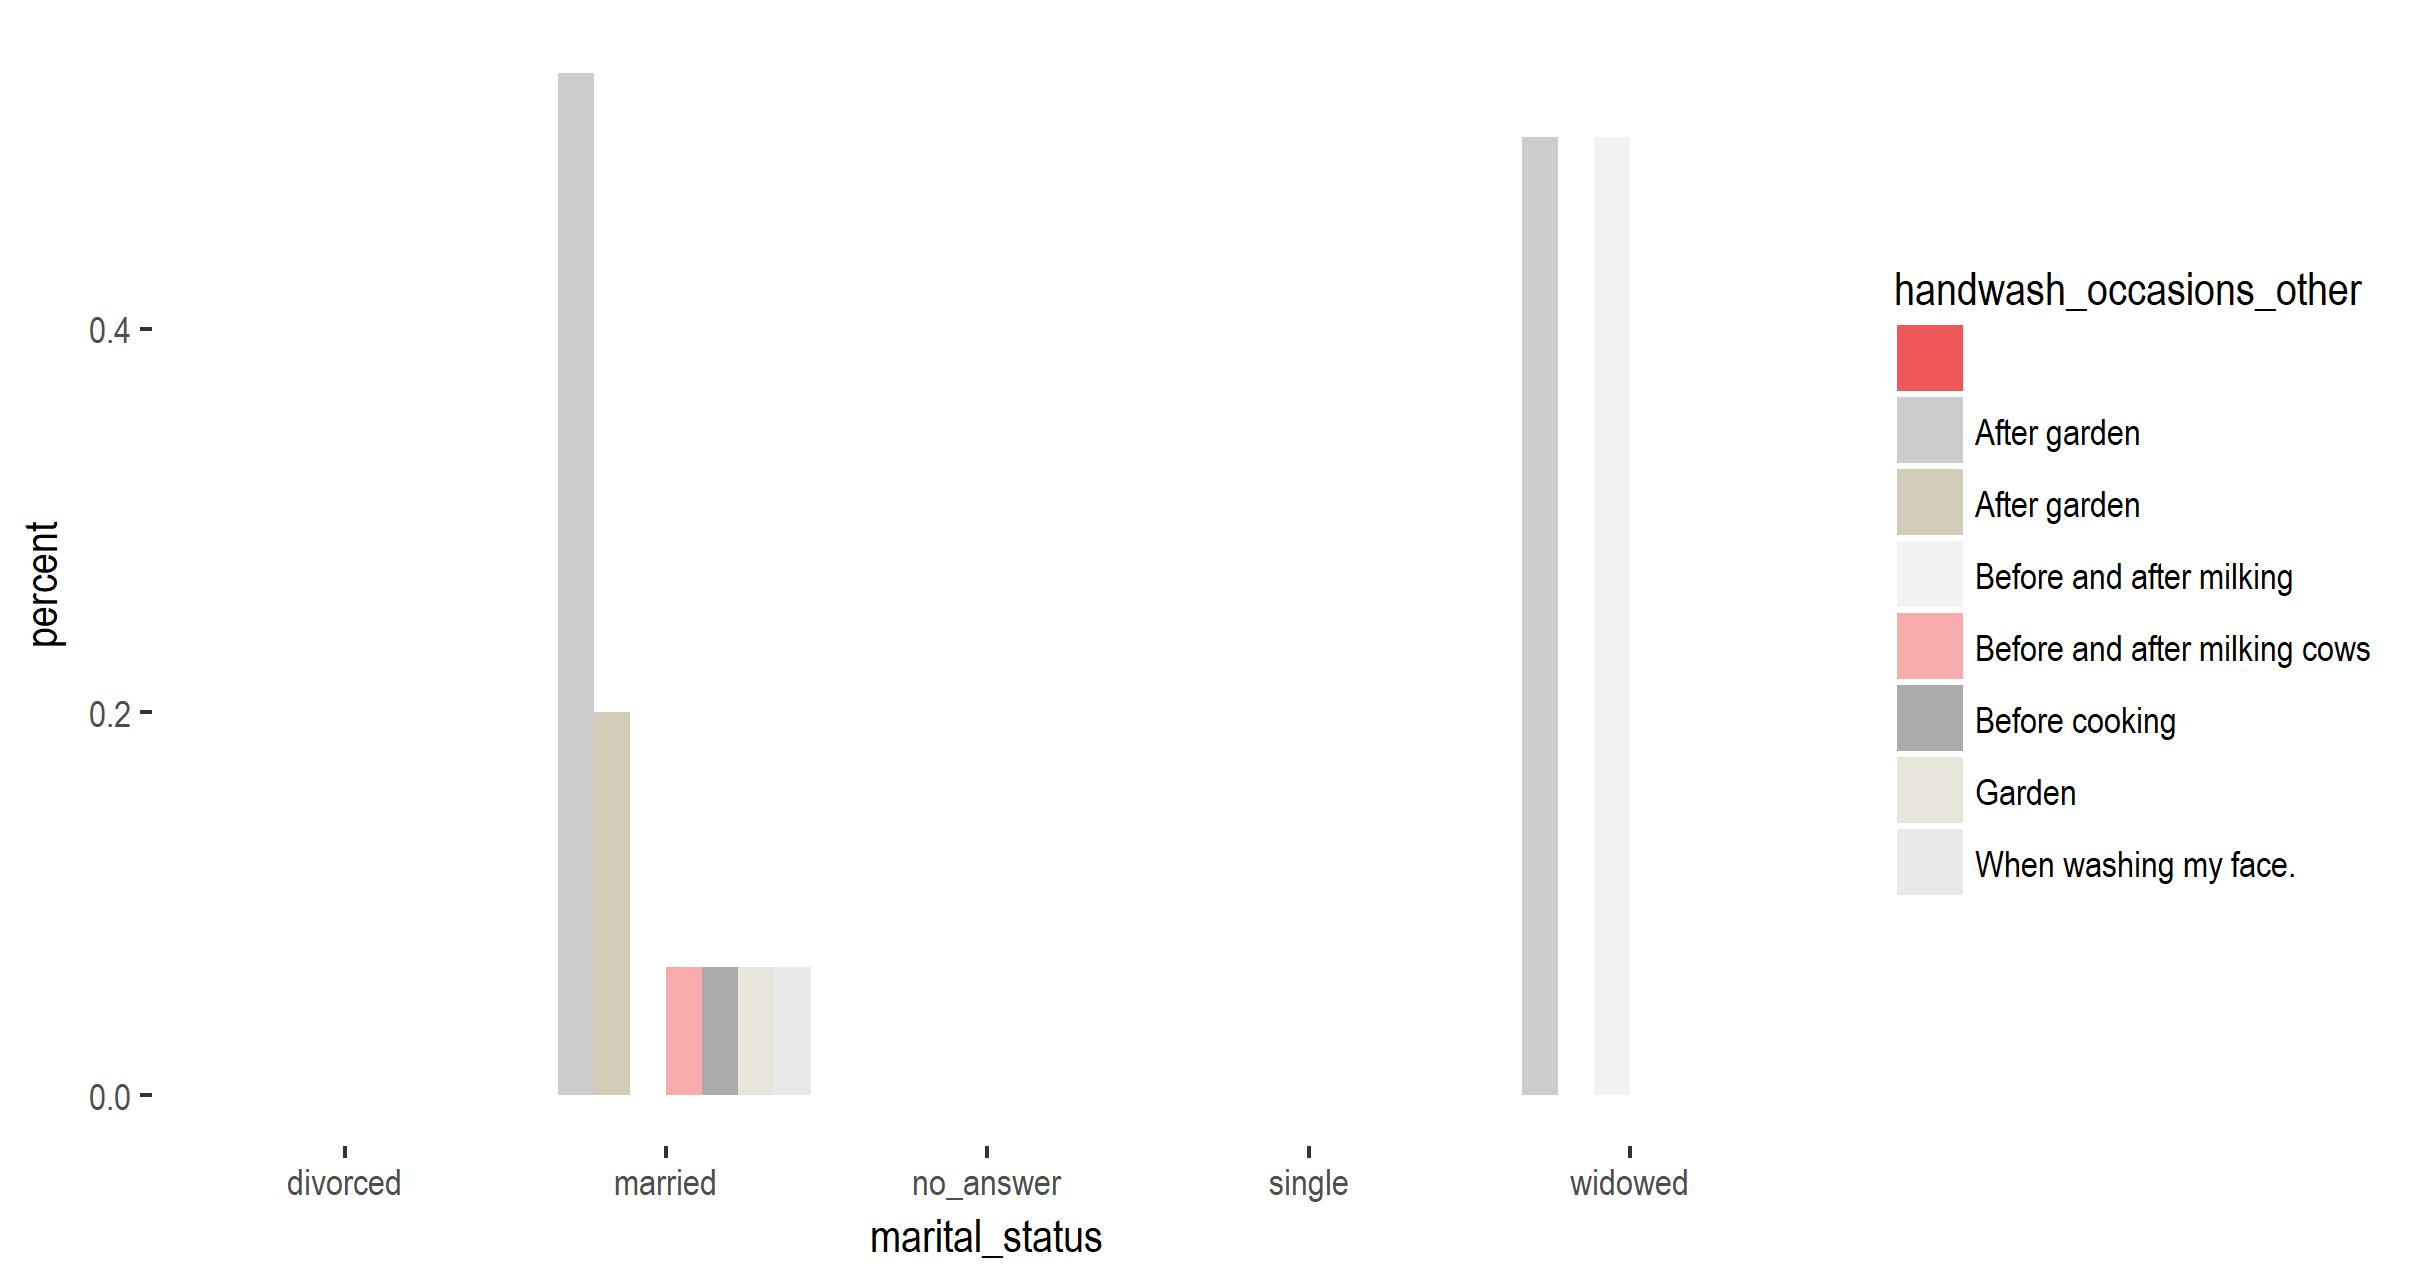 percent
0.4
0.2
0.0
divorced
married
no_answer
single
widowed
marital_status
handwash_occasions_other
After garden
After garden
Before and after milking
Before and after milking cows
Before cooking
Garden
When washing my face.